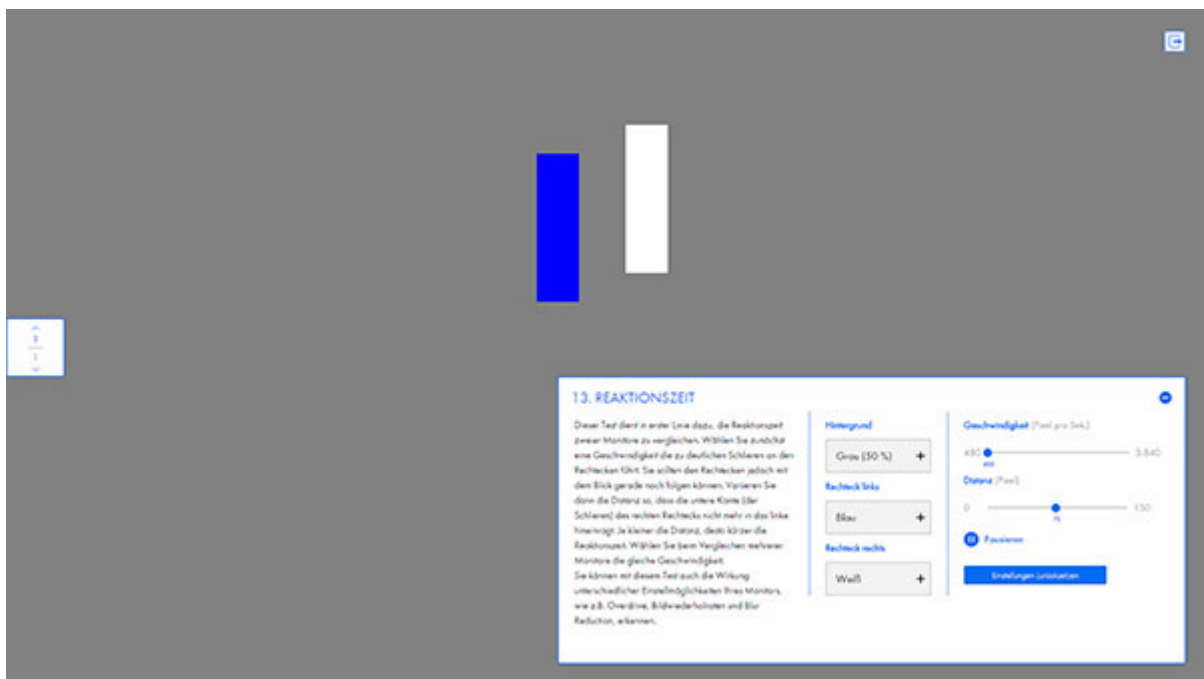 13. REAKTIONSZEIT
Dieser Test dient in erster Linie dazu, die Reaktionszeit
zweier Monitore zu vergleichen. Wählen Sie zunächst
eine Geschwindigkeit die zu deutlichen Schlieren an den
Rechtecken führt. Sie sollten den Rechtecken jedoch mit
dem Blick gerade noch folgen können. Variieren Sie
dann die Distanz so, dass die untere Kante (der
Schlieren) des rechten Rechtecks nicht mehr in das linke
hineinragt. Je kleiner die Distanz, desto kürzer die
Reaktionszeit. Wählen Sie beim Vergleichen mehrerer
Monitore die gleiche Geschwindigkeit.
Sie können mit diesem Test auch die Wirkung
unterschiedlicher Einstellmöglichkeiten Ihres Monitors,
wie z.B. Overdrive, Bildwiederholraten und Blur
Reduction, erkennen.
Hintergrund
Grau (50 %) +
Rechteck links
Blau +
Rechteck rechts
Weiß +
Geschwindigkeit (Pixel pro Sek.)
480 3.840
480
Distanz (Pixel)
0 150
75
Pausieren
Einstellungen zurücksetzen